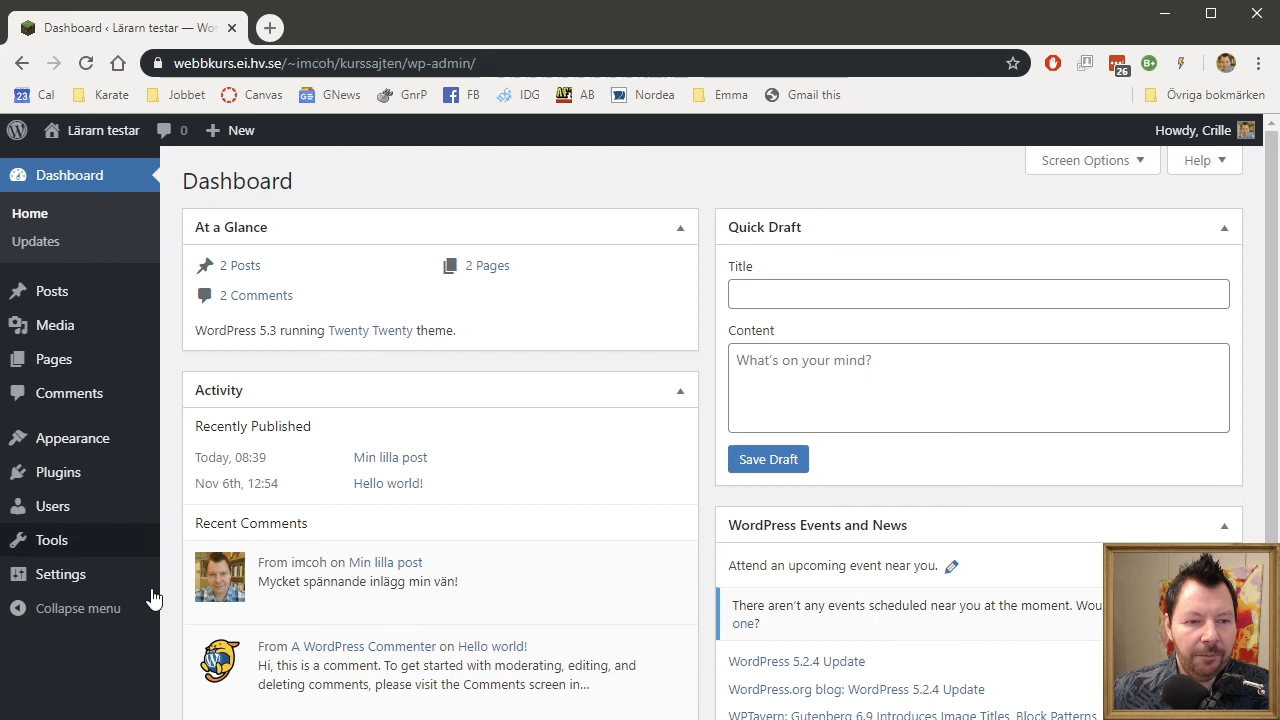 Dashboard ‹ Lärarn testar — Wor
webbkurs.ei.hv.se/~imcoh/kurssajten/wp-admin/
26
23 Cal Karate Jobbet Canvas GNews GnrP FB IDG AB Nordea Emma Gmail this Övriga bokmärken
Lärarn testar 0 New Howdy, Crille
Screen Options Help
Dashboard
Home
Updates
Posts
Media
Pages
Comments
Appearance
Plugins
Users
Tools
Settings
Collapse menu
Dashboard
At a Glance
2 Posts 2 Pages
2 Comments
WordPress 5.3 running Twenty Twenty theme.
Activity
Recently Published
Today, 08:39 Min lilla post
Nov 6th, 12:54 Hello world!
Recent Comments
From imcoh on Min lilla post
Mycket spännande inlägg min vän!
From A WordPress Commenter on Hello world!
Hi, this is a comment. To get started with moderating, editing, and
deleting comments, please visit the Comments screen in…
Quick Draft
Title
Content
What's on your mind?
Save Draft
WordPress Events and News
Attend an upcoming event near you.
There aren't any events scheduled near you at the moment. Wou
one?
WordPress 5.2.4 Update
WordPress.org blog: WordPress 5.2.4 Update
WPTavern: Gutenberg 6.9 Introduces Image Titles, Block Patterns